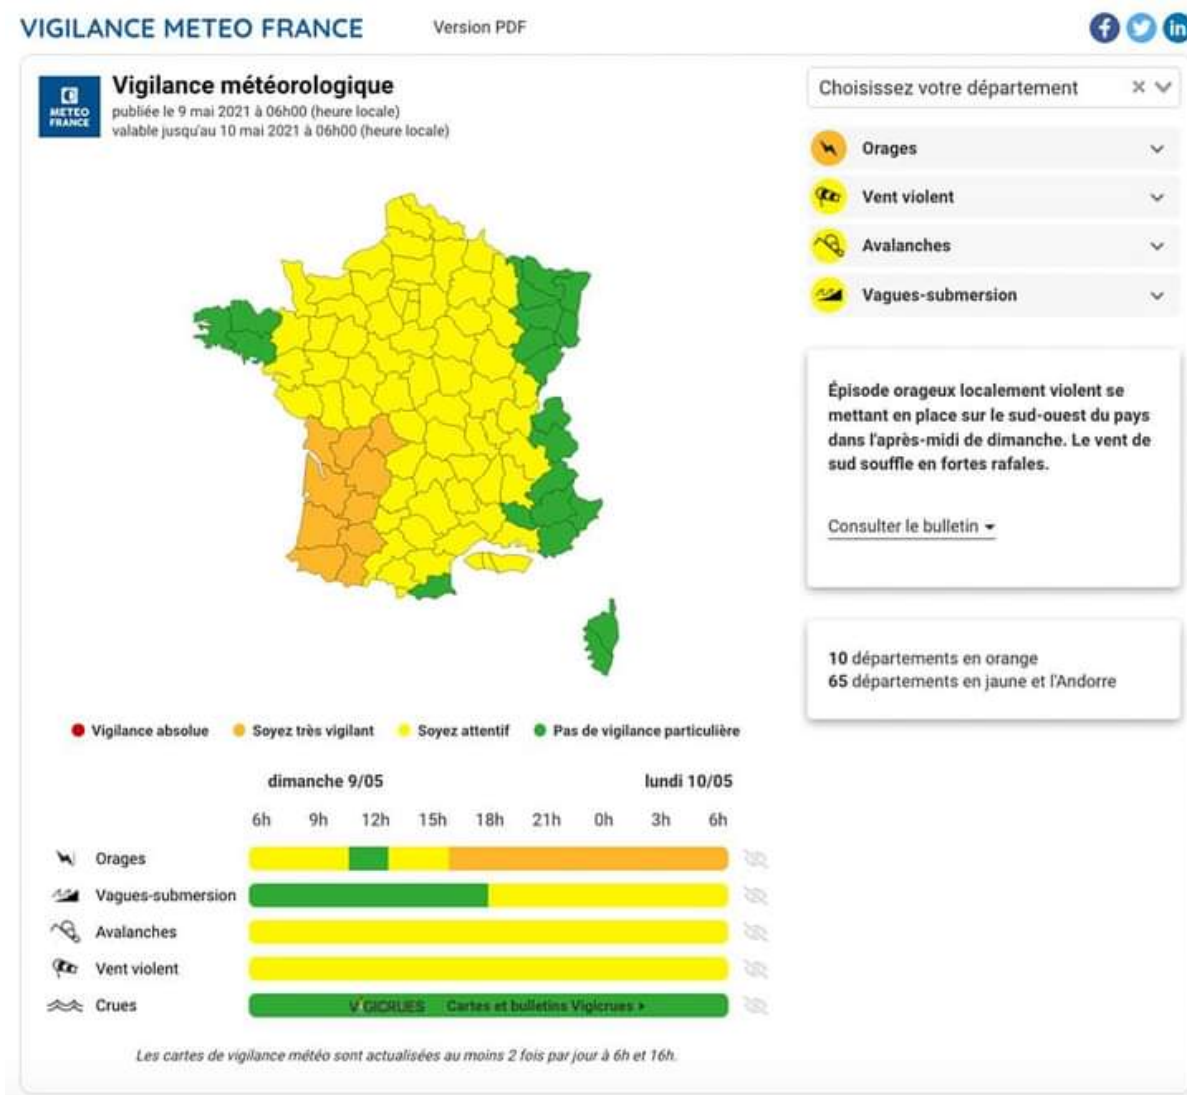 VIGILANCE METEO FRANCE
Version PDF
METEO
FRANCE
Vigilance météorologique
publiée le 9 mai 2021 à 06h00 (heure locale)
valable jusqu'au 10 mai 2021 à 06h00 (heure locale)
Choisissez votre département
Orages
Vent violent
Avalanches
Vagues-submersion
Épisode orageux localement violent se
mettant en place sur le sud-ouest du pays
dans l'après-midi de dimanche. Le vent de
sud souffle en fortes rafales.
Consulter le bulletin
10 départements en orange
65 départements en jaune et l'Andorre
Vigilance absolue Soyez très vigilant Soyez attentif Pas de vigilance particulière
dimanche 9/05 lundi 10/05
6h 9h 12h 15h 18h 21h 0h 3h 6h
Orages
Vagues-submersion
Avalanches
Vent violent
Crues VIGICRUES Cartes et bulletins Vigicrues
Les cartes de vigilance météo sont actualisées au moins 2 fois par jour à 6h et 16h.